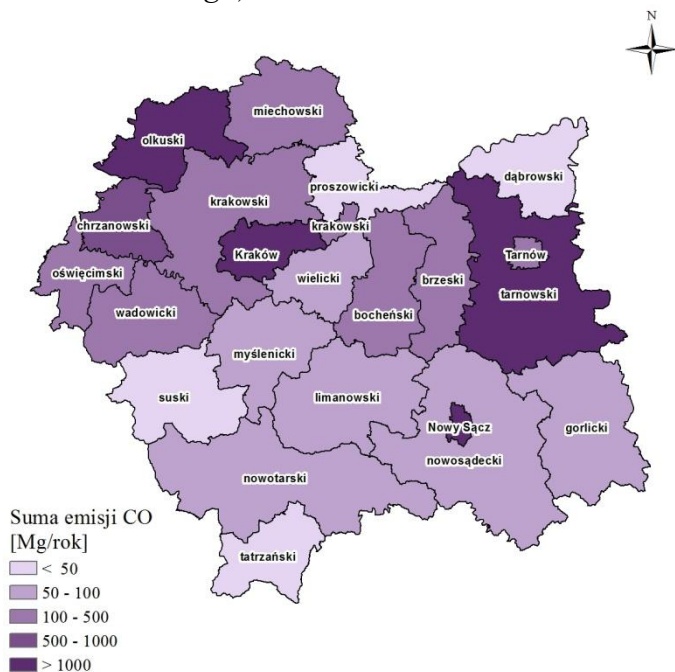 N
miechowski
olkuski
dąbrowski
proszowicki
krakowski
chrzanowski
krakowski
Kraków
Tarnów
oświęcimski
wielicki
brzeski
tarnowski
wadowicki
bocheński
myślenicki
suski
limanowski
Nowy Sącz
gorlicki
nowosądecki
nowotarski
tatrzański
Suma emisji CO
[Mg/rok]
< 50
50 - 100
100 - 500
500 - 1000
> 1000